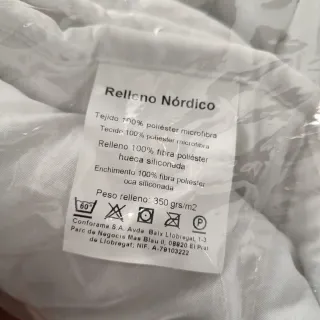 Relleno Nórdico
Tejido 100% poliéster microfibra
Tecido 100% poliéster microfibra
Relleno 100% fibra poliéster
hueca siliconada
Enchimento 100% fibra poliéster
oca siliconada
Peso relleno: 350 grs/m2
60°
P
Conforama S.A. Avda. Baix Llobregat, 1-3
Parc de Negocis Mas Blau II, 08820 El Prat
de Llobregat; NIF. A-79103222